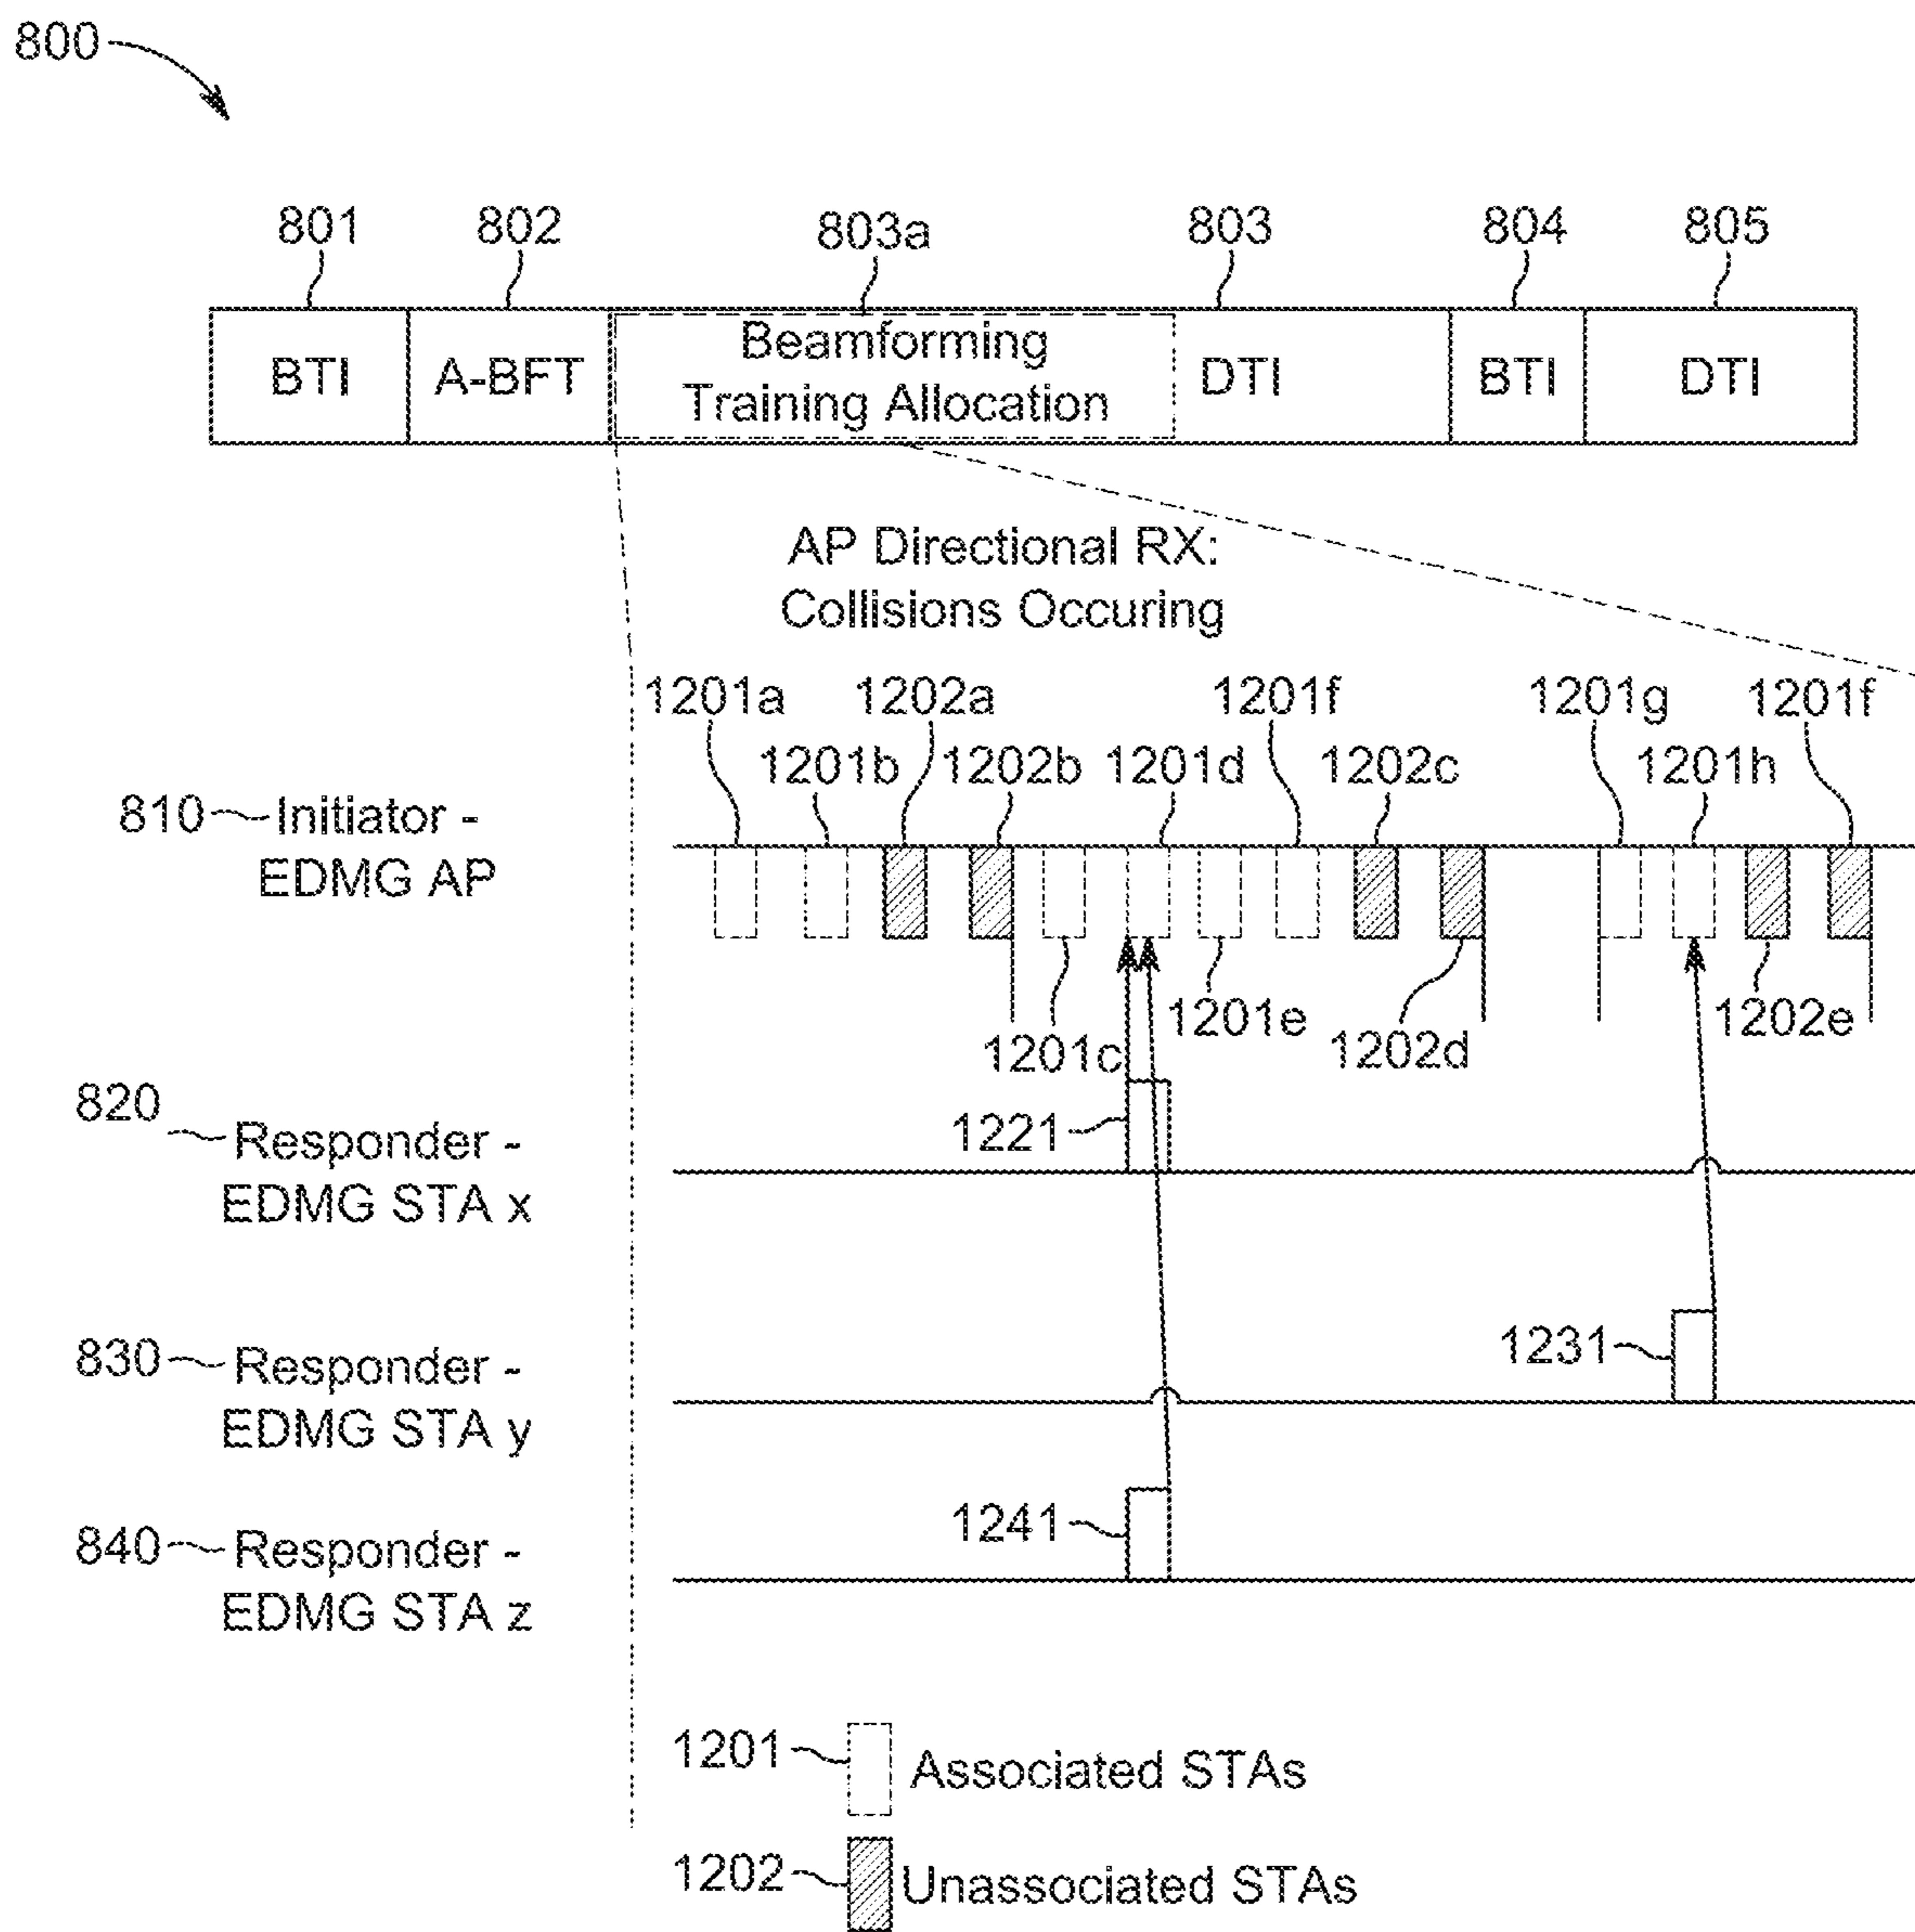 800
801 802 803a 803 804 805
BTI A-BFT Beamforming Training Allocation DTI BTI DTI
AP Directional RX:
Collisions Occuring
1201a 1202a 1201f 1201g 1201f
1201b 1202b 1201d 1202c 1201h
810 Initiator -
EDMG AP
1201c 1201e 1202d 1202e
820 Responder -
EDMG STA x
1221
830 Responder -
EDMG STA y
1231
840 Responder -
EDMG STA z
1241
1201 Associated STAs
1202 Unassociated STAs